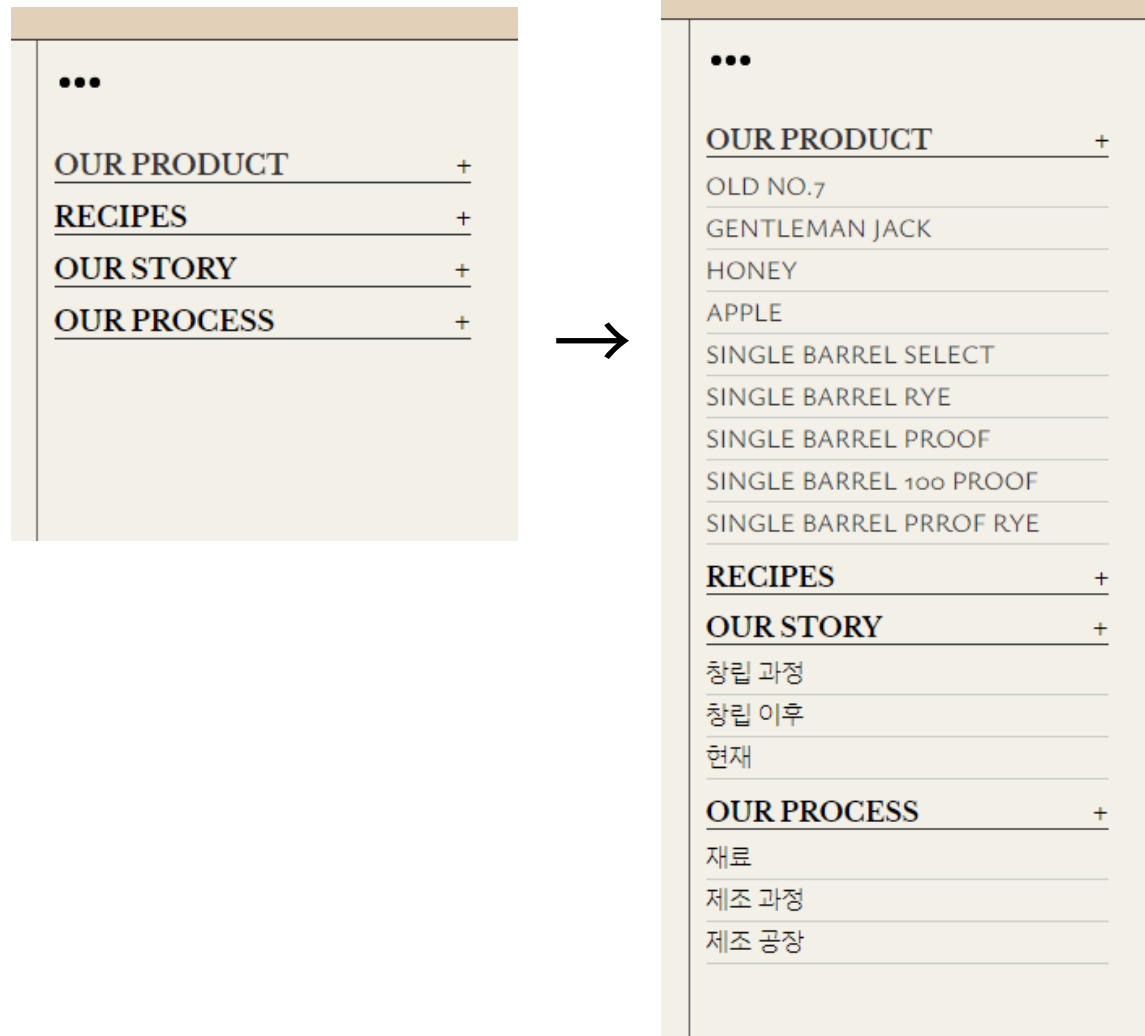 OUR PRODUCT +
RECIPES +
OUR STORY +
OUR PROCESS +
OUR PRODUCT +
OLD NO.7
GENTLEMAN JACK
HONEY
APPLE
SINGLE BARREL SELECT
SINGLE BARREL RYE
SINGLE BARREL PROOF
SINGLE BARREL 100 PROOF
SINGLE BARREL PRROF RYE
RECIPES +
OUR STORY +
창립 과정
창립 이후
현재
OUR PROCESS +
재료
제조 과정
제조 공장